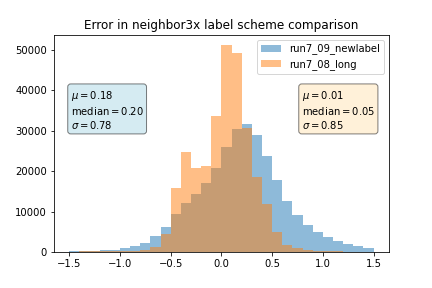 Error in neighbor3x label scheme comparison
run7_09_newlabel
run7_08_long
μ = 0.18
median = 0.20
σ = 0.78
μ = 0.01
median = 0.05
σ = 0.85
50000
40000
30000
20000
10000
0
−1.5 −1.0 −0.5 0.0 0.5 1.0 1.5